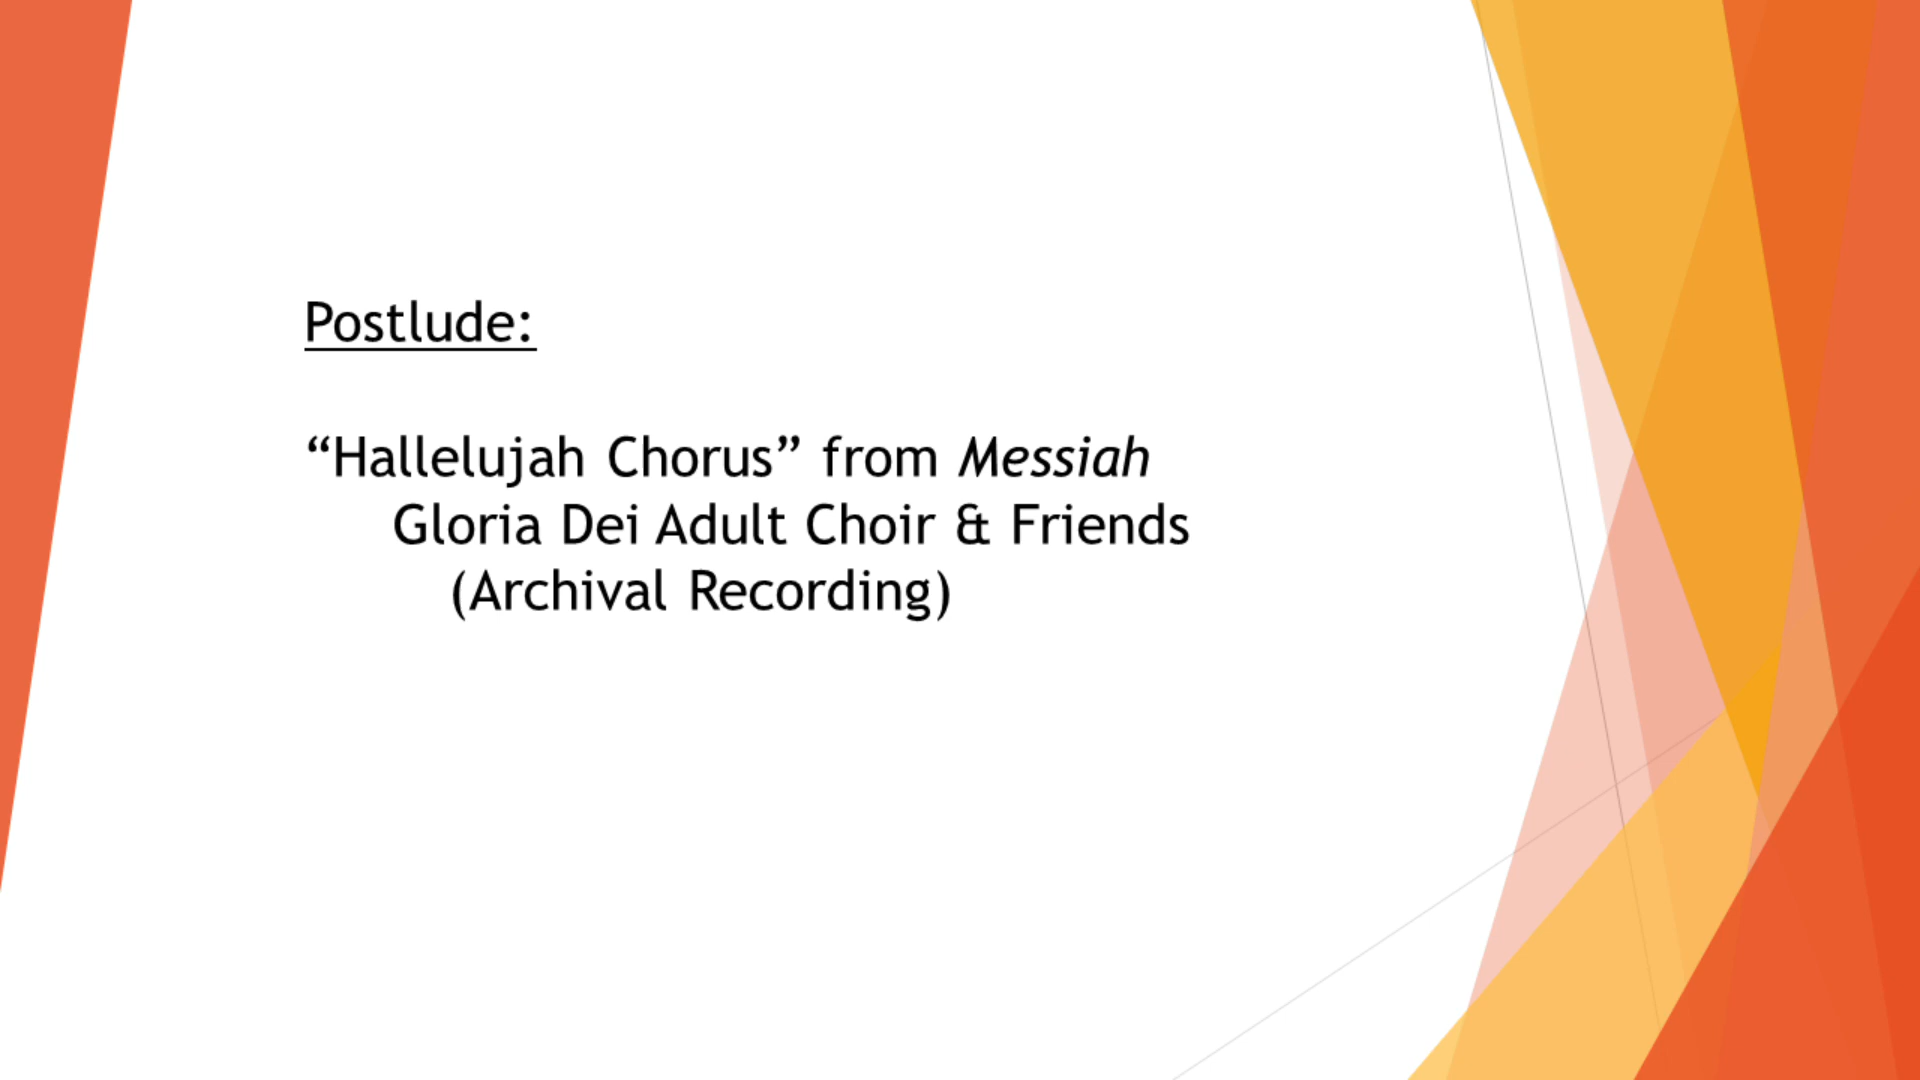 Postlude:
“Hallelujah Chorus” from Messiah
Gloria Dei Adult Choir & Friends
(Archival Recording)